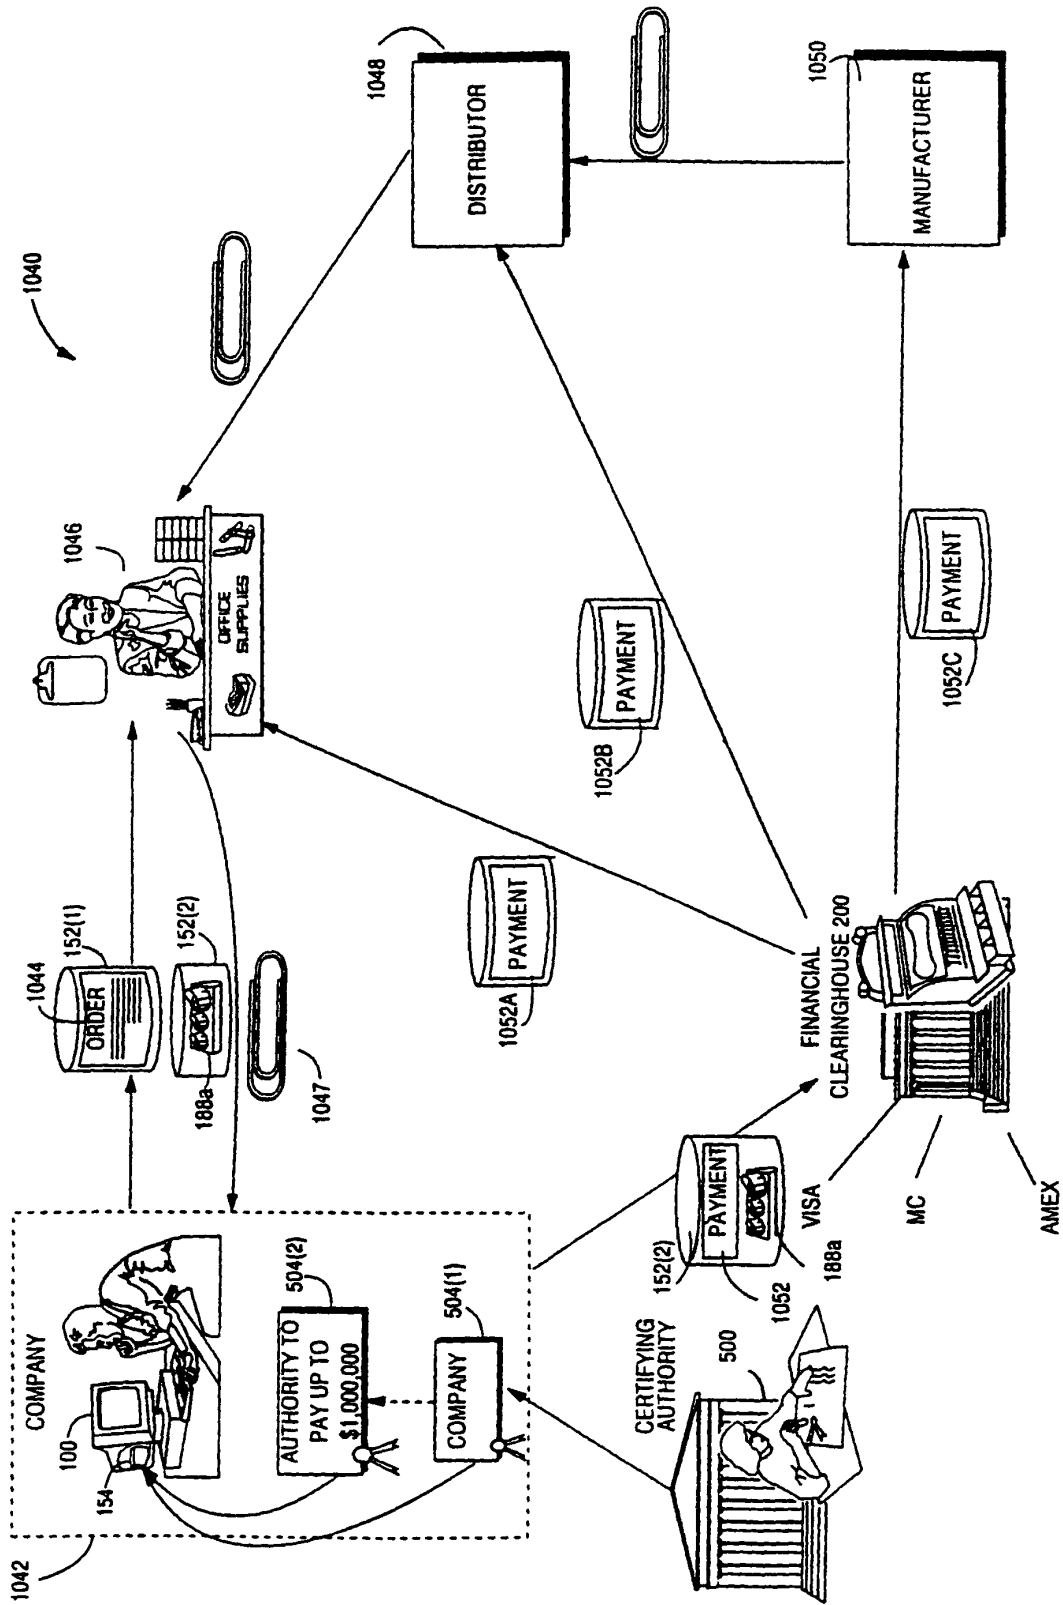 1040
COMPANY
1042
100
154
AUTHORITY TO
PAY UP TO
$1,000,000
504(2)
COMPANY
504(1)
1044
ORDER
152(1)
152(2)
188a
1047
1046
OFFICE
SUPPLIES
1048
DISTRIBUTOR
1050
MANUFACTURER
PAYMENT
1052A
PAYMENT
1052B
PAYMENT
1052C
CERTIFYING
AUTHORITY
500
152(2)
PAYMENT
1052
188a
FINANCIAL
CLEARINGHOUSE 200
VISA
MC
AMEX